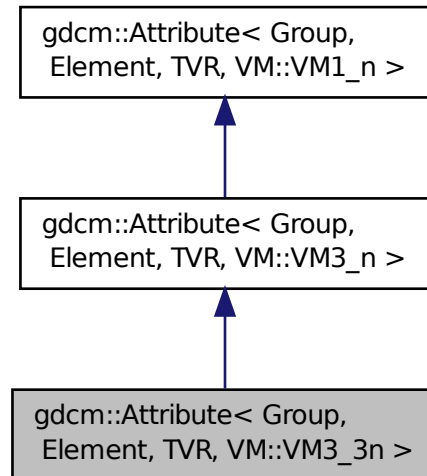 gdcm::Attribute< Group,
Element, TVR, VM::VM1_n >
gdcm::Attribute< Group,
Element, TVR, VM::VM3_n >
gdcm::Attribute< Group,
Element, TVR, VM::VM3_3n >